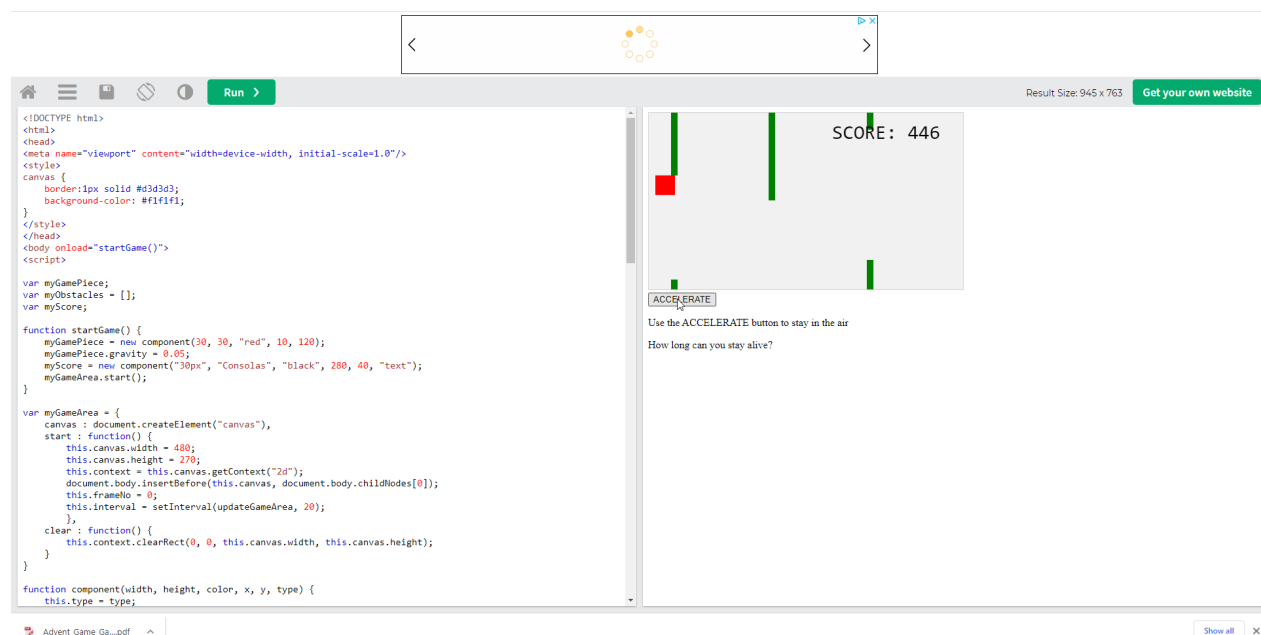 Run ❯
Result Size: 945 x 763
Get your own website
<!DOCTYPE html>
<html>
<head>
<meta name="viewport" content="width=device-width, initial-scale=1.0"/>
<style>
canvas {
    border:1px solid #d3d3d3;
    background-color: #f1f1f1;
}
</style>
</head>
<body onload="startGame()">
<script>

var myGamePiece;
var myObstacles = [];
var myScore;

function startGame() {
    myGamePiece = new component(30, 30, "red", 10, 120);
    myGamePiece.gravity = 0.05;
    myScore = new component("30px", "Consolas", "black", 280, 40, "text");
    myGameArea.start();
}

var myGameArea = {
    canvas : document.createElement("canvas"),
    start : function() {
        this.canvas.width = 480;
        this.canvas.height = 270;
        this.context = this.canvas.getContext("2d");
        document.body.insertBefore(this.canvas, document.body.childNodes[0]);
        this.frameNo = 0;
        this.interval = setInterval(updateGameArea, 20);
        },
    clear : function() {
        this.context.clearRect(0, 0, this.canvas.width, this.canvas.height);
    }
}

function component(width, height, color, x, y, type) {
    this.type = type;
SCORE: 446
ACCELERATE
Use the ACCELERATE button to stay in the air
How long can you stay alive?
Advent Game Ga....pdf
Show all